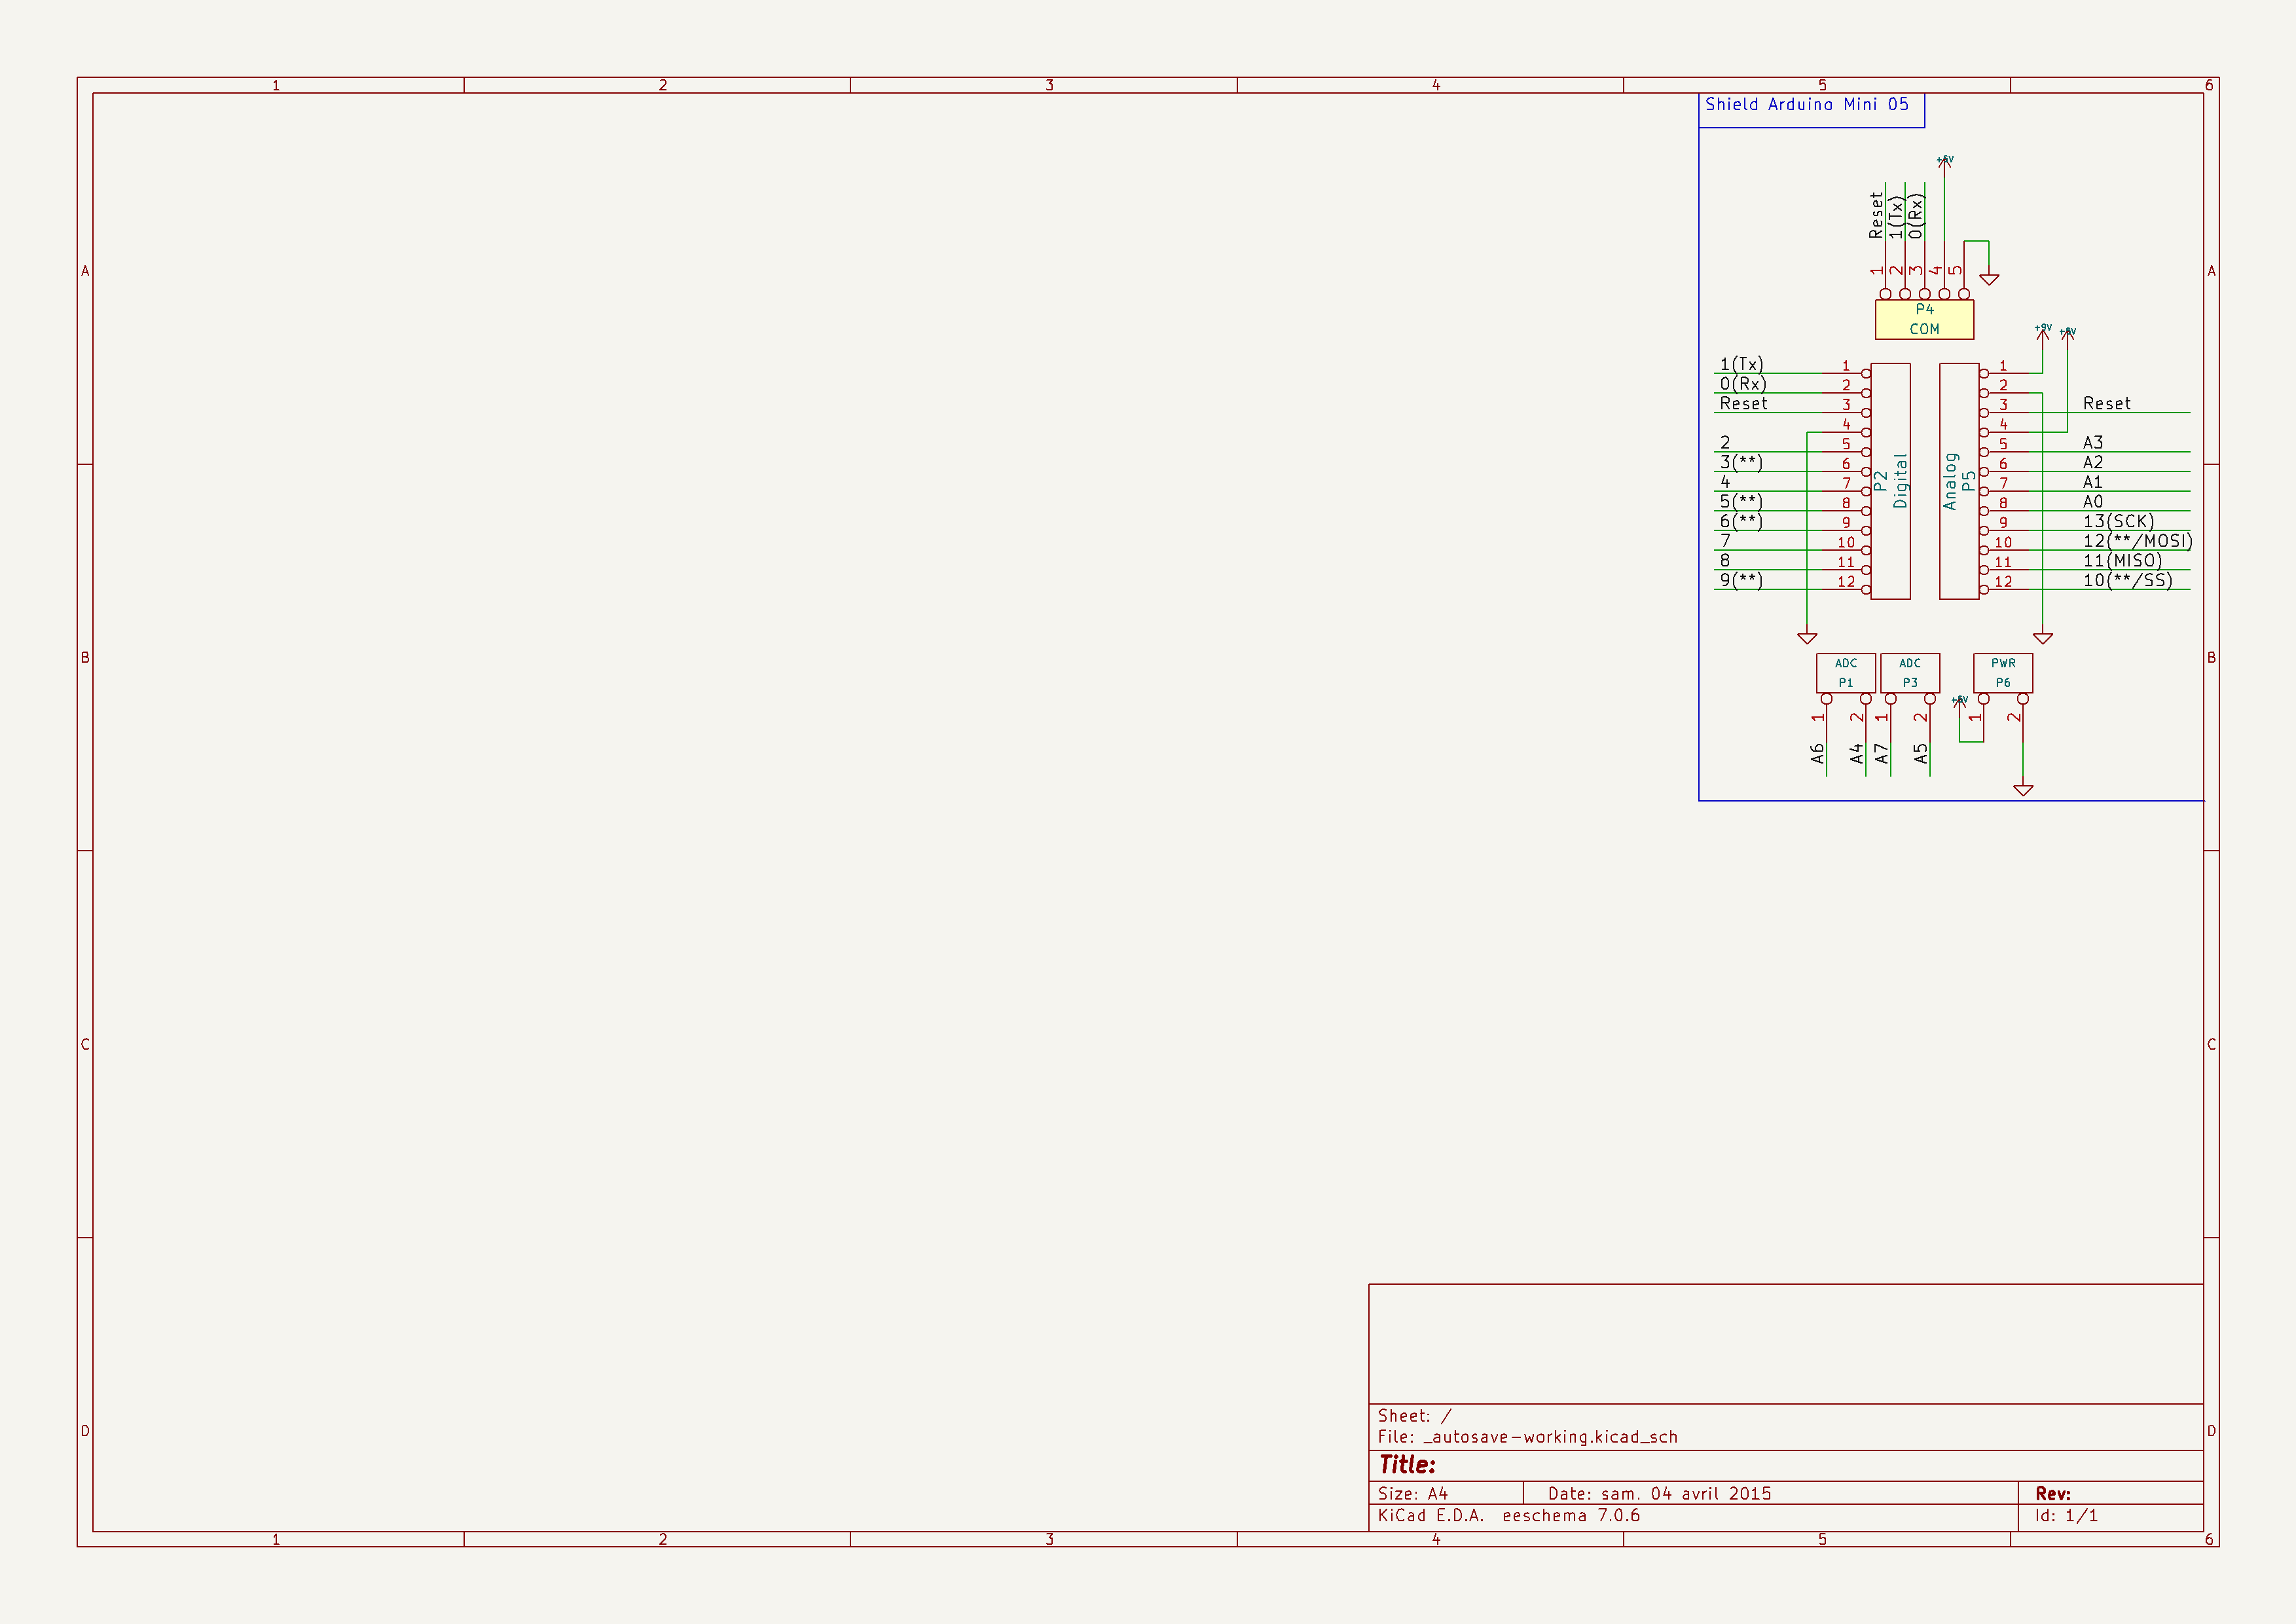 1 2 3 4 5 6
Shield Arduino Mini 05
+5V
Reset
1(Tx)
0(Rx)
1 2 3 4 5
A A
P4
COM
+9V +5V
1(Tx) 1 1
0(Rx) 2 2
Reset 3 3 Reset
4 4
2 5 5 A3
3(**) 6 6 A2
4 7 7 A1
5(**) 8 8 A0
6(**) 9 9 13(SCK)
7 10 10 12(**/MOSI)
8 11 11 11(MISO)
9(**) 12 12 10(**/SS)
P2
Digital
Analog
P5
B B
ADC ADC PWR
P1 P3 P6
+5V
1 2 1 2 1 2
A6 A4 A7 A5
C C
Sheet: /
File: _autosave-working.kicad_sch
D D
Title:
Size: A4 Date: sam. 04 avril 2015 Rev:
KiCad E.D.A. eeschema 7.0.6 Id: 1/1
1 2 3 4 5 6